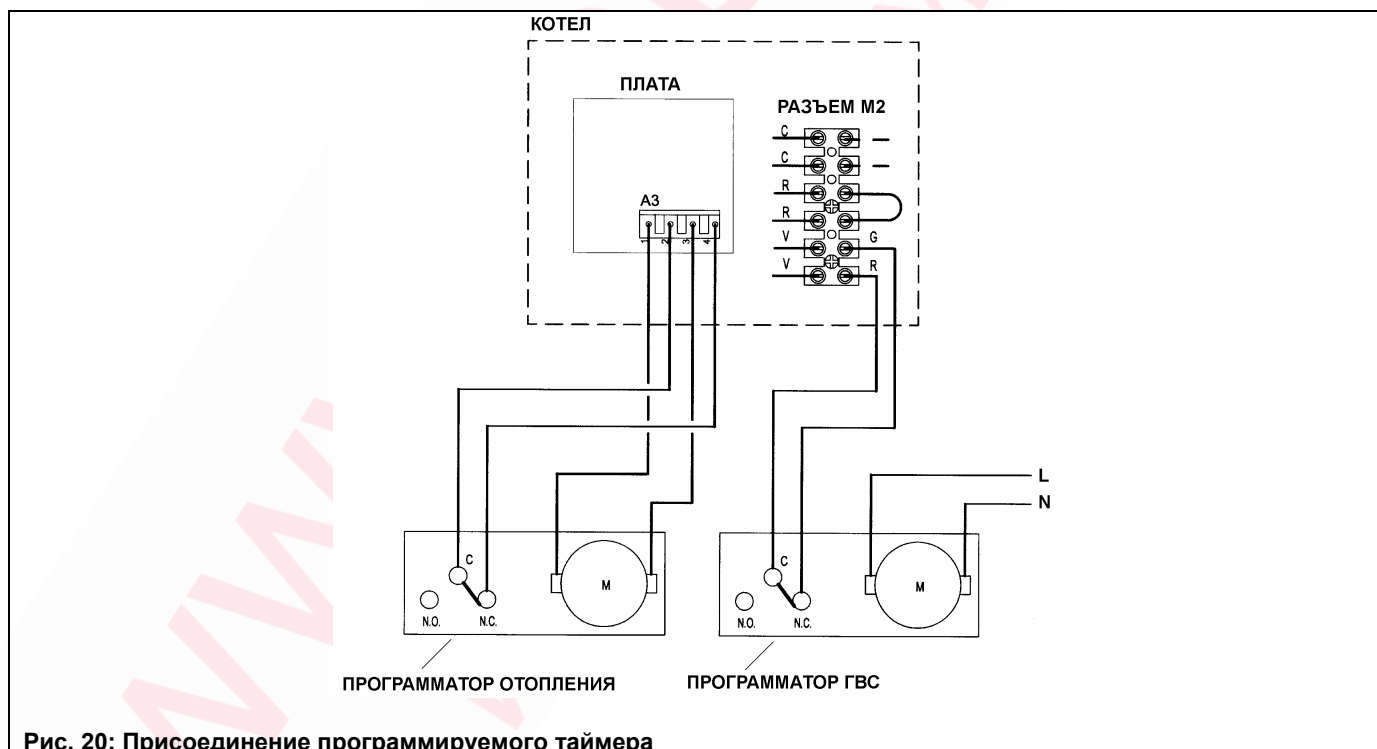 КОТЕЛ
ПЛАТА
РАЗЪЕМ М2
C
C
R
R
V
G
V
R
A3
1 2 3 4
L
N
C
M
N.O.
N.C.
C
M
N.O.
N.C.
ПРОГРАММАТОР ОТОПЛЕНИЯ
ПРОГРАММАТОР ГВС
Рис. 20: Присоединение программируемого таймера